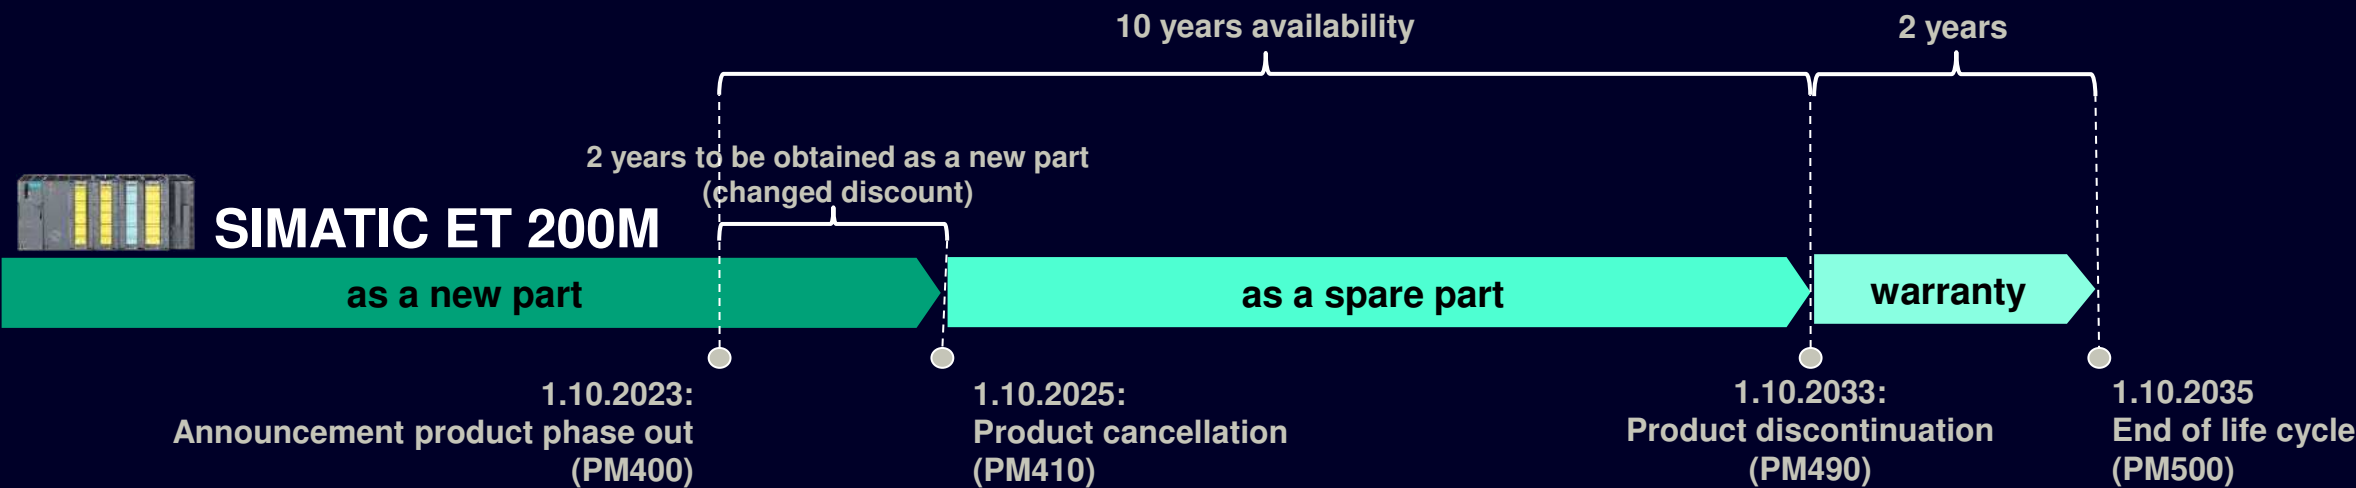 10 years availability
2 years
2 years to be obtained as a new part
(changed discount)
SIMATIC ET 200M
as a new part
as a spare part
warranty
1.10.2023:
Announcement product phase out
(PM400)
1.10.2025:
Product cancellation
(PM410)
1.10.2033:
Product discontinuation
(PM490)
1.10.2035
End of life cycle
(PM500)